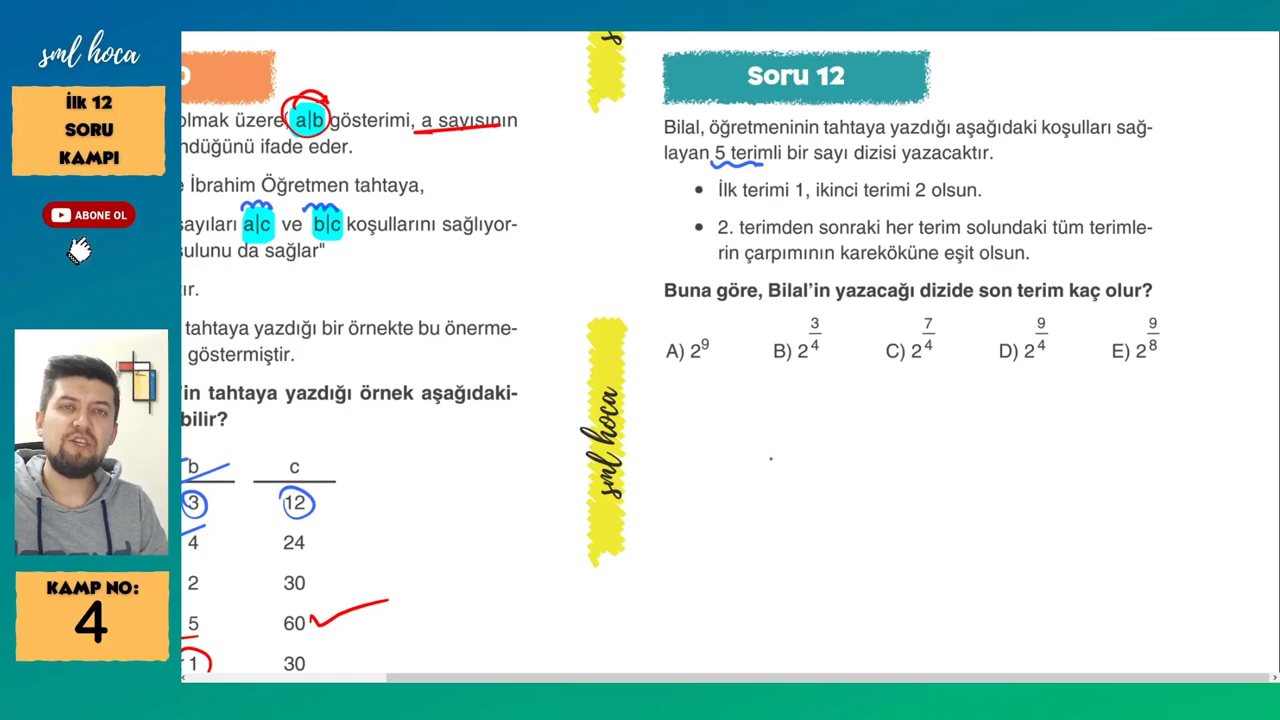 sml hoca
İlk 12
SORU
KAMPI
ABONE OL
KAMP NO:
4
olmak üzere, a|b gösterimi, a sayısının
ndüğünü ifade eder.
e İbrahim Öğretmen tahtaya,
sayıları a|c ve b|c koşullarını sağlıyor-
sulunu da sağlar"
tır.
tahtaya yazdığı bir örnekte bu önerme-
göstermiştir.
'in tahtaya yazdığı örnek aşağıdaki-
bilir?
b c
3 12
4 24
2 30
5 60
1 30
sml hoca
Soru 12
Bilal, öğretmeninin tahtaya yazdığı aşağıdaki koşulları sağ-
layan 5 terimli bir sayı dizisi yazacaktır.
• İlk terimi 1, ikinci terimi 2 olsun.
• 2. terimden sonraki her terim solundaki tüm terimle-
rin çarpımının kareköküne eşit olsun.
Buna göre, Bilal'in yazacağı dizide son terim kaç olur?
A) 2⁹ B) 2^(3/4) C) 2^(7/4) D) 2^(9/4) E) 2^(9/8)